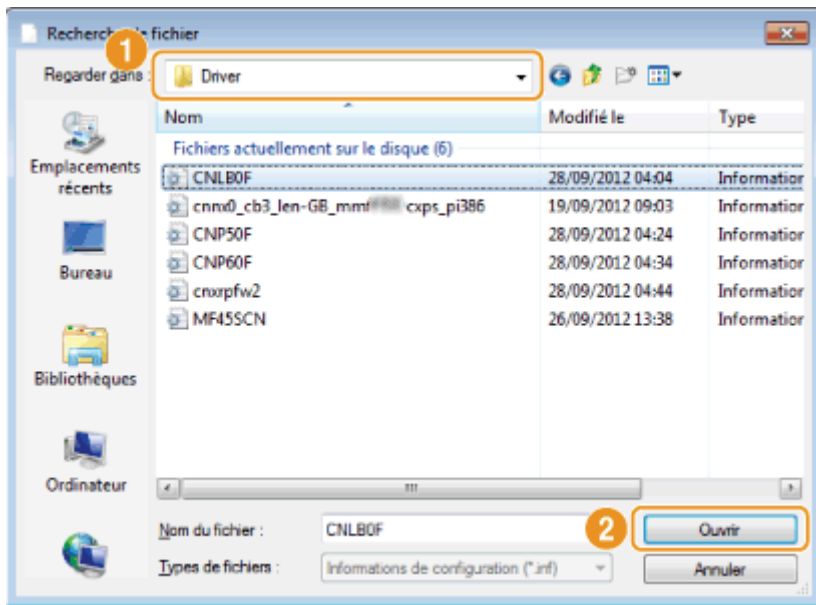 Recherche fichier
1
Regarder dans :
Driver
Nom
Modifié le
Type
Fichiers actuellement sur le disque (6)
CNLB0F 28/09/2012 04:04 Information
cnnx0_cb3_len-GB_mmf cxps_pi386 19/09/2012 09:03 Information
CNP50F 28/09/2012 04:24 Information
CNP60F 28/09/2012 04:34 Information
cnxrpfw2 28/09/2012 04:44 Information
MF45SCN 26/09/2012 13:38 Information
Emplacements
récents
Bureau
Bibliothèques
Ordinateur
Nom du fichier :
CNLB0F
2
Ouvrir
Types de fichiers :
Informations de configuration (*.inf)
Annuler